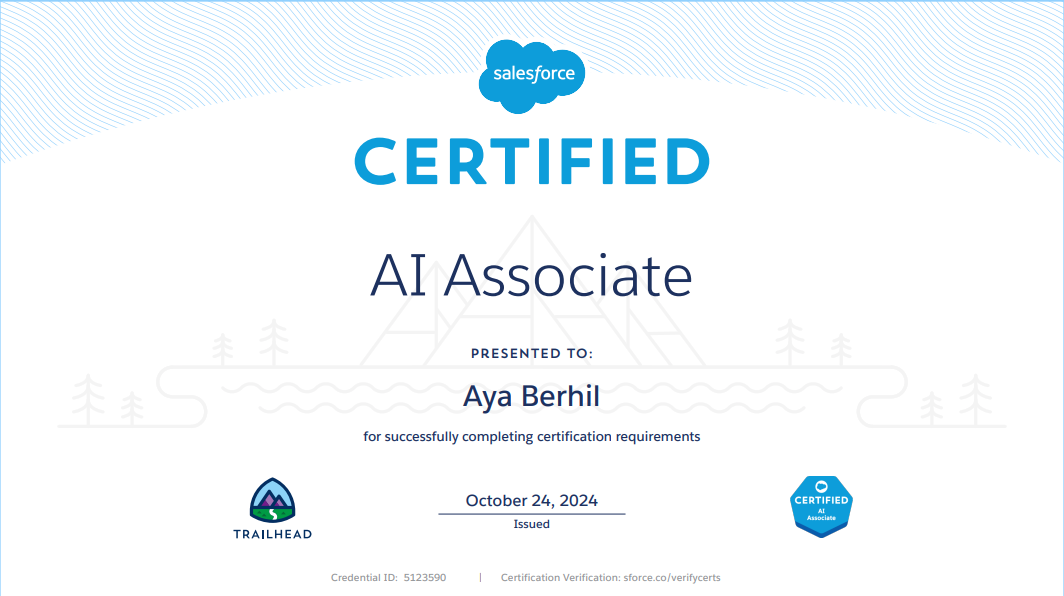 salesforce
CERTIFIED
AI Associate
PRESENTED TO:
Aya Berhil
for successfully completing certification requirements
TRAILHEAD
October 24, 2024
Issued
CERTIFIED
AI
Associate
Credential ID: 5123590 | Certification Verification: sforce.co/verifycerts